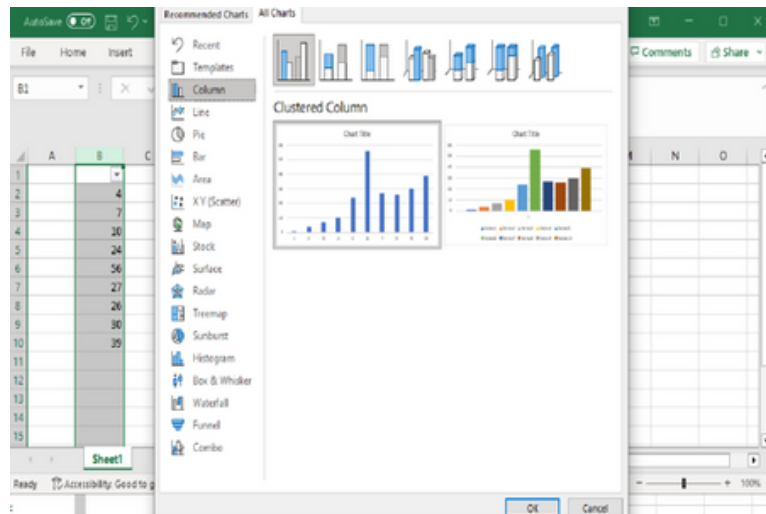 AutoSave Off
Recommended Charts All Charts
File Home Insert
Comments Share
B1
Recent
Templates
Column
Line
Pie
Bar
Area
X Y (Scatter)
Map
Stock
Surface
Radar
Treemap
Sunburst
Histogram
Box & Whisker
Waterfall
Funnel
Combo
Clustered Column
Chart Title Chart Title
A B C N O
1
2 4
3 7
4 10
5 24
6 56
7 27
8 26
9 30
10 39
11
12
13
14
15
Sheet1
Ready Accessibility: Good to g
100%
OK Cancel